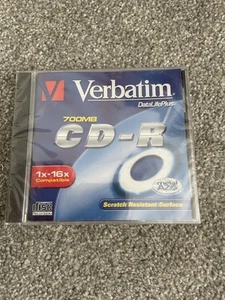 Verbatim
DataLifePlus
700MB
CD-R
1x-16x
Compatible
Scratch Resistant Surface